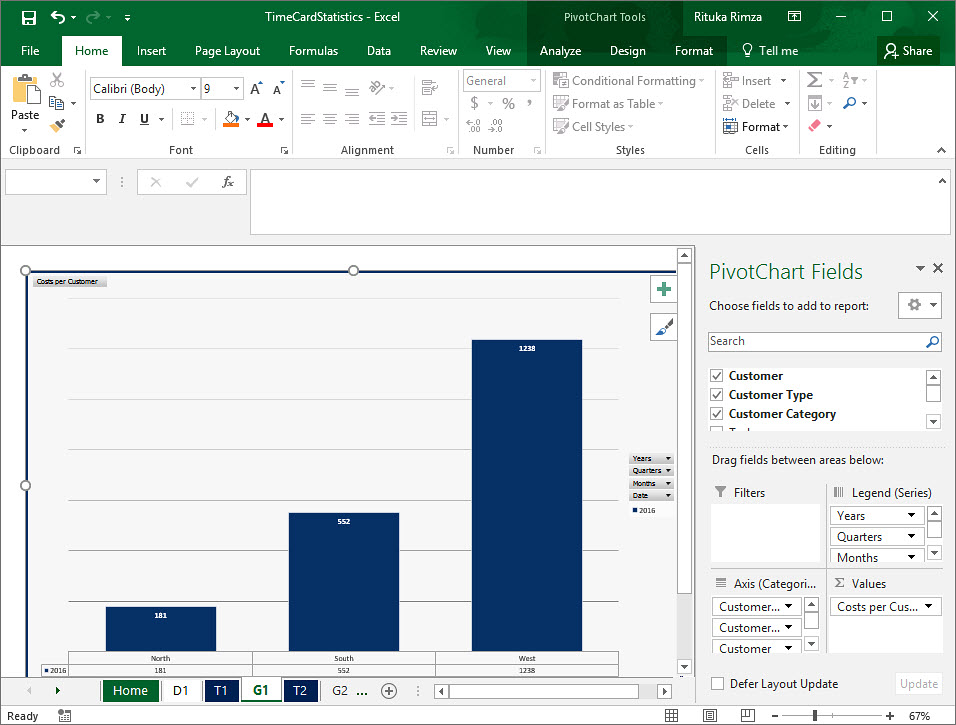 TimeCardStatistics - Excel
PivotChart Tools
Rituka Rimza
File Home Insert Page Layout Formulas Data Review View Analyze Design Format Tell me Share
Paste
Clipboard
Calibri (Body) 9 A A
B I U A
Font
Alignment
General
$ % ,
.00 .00
Number
Conditional Formatting
Format as Table
Cell Styles
Styles
Insert
Delete
Format
Cells
Editing
fx
Costs per Customer
1238
552
181
North South West
2016 181 552 1238
Years
Quarters
Months
Date
2016
PivotChart Fields
Choose fields to add to report:
Search
Customer
Customer Type
Customer Category
Drag fields between areas below:
Filters
Legend (Series)
Years
Quarters
Months
Axis (Categori...
Customer...
Customer...
Customer
Σ Values
Costs per Cus...
Defer Layout Update
Update
Home D1 T1 G1 T2 G2 ...
Ready
67%